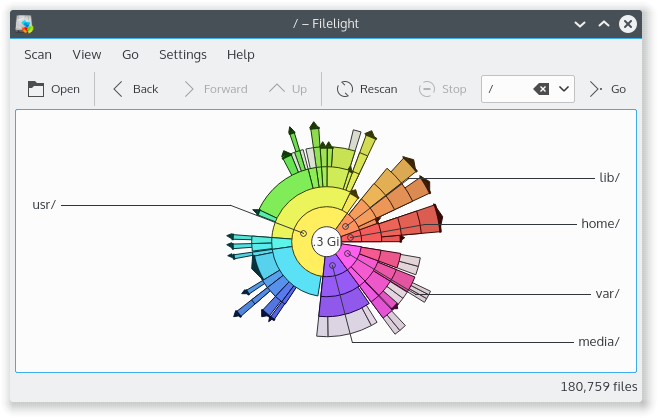 / – Filelight
Scan View Go Settings Help
Open Back Forward Up Rescan Stop / Go
lib/
usr/
home/
.3 Gi
var/
media/
180,759 files